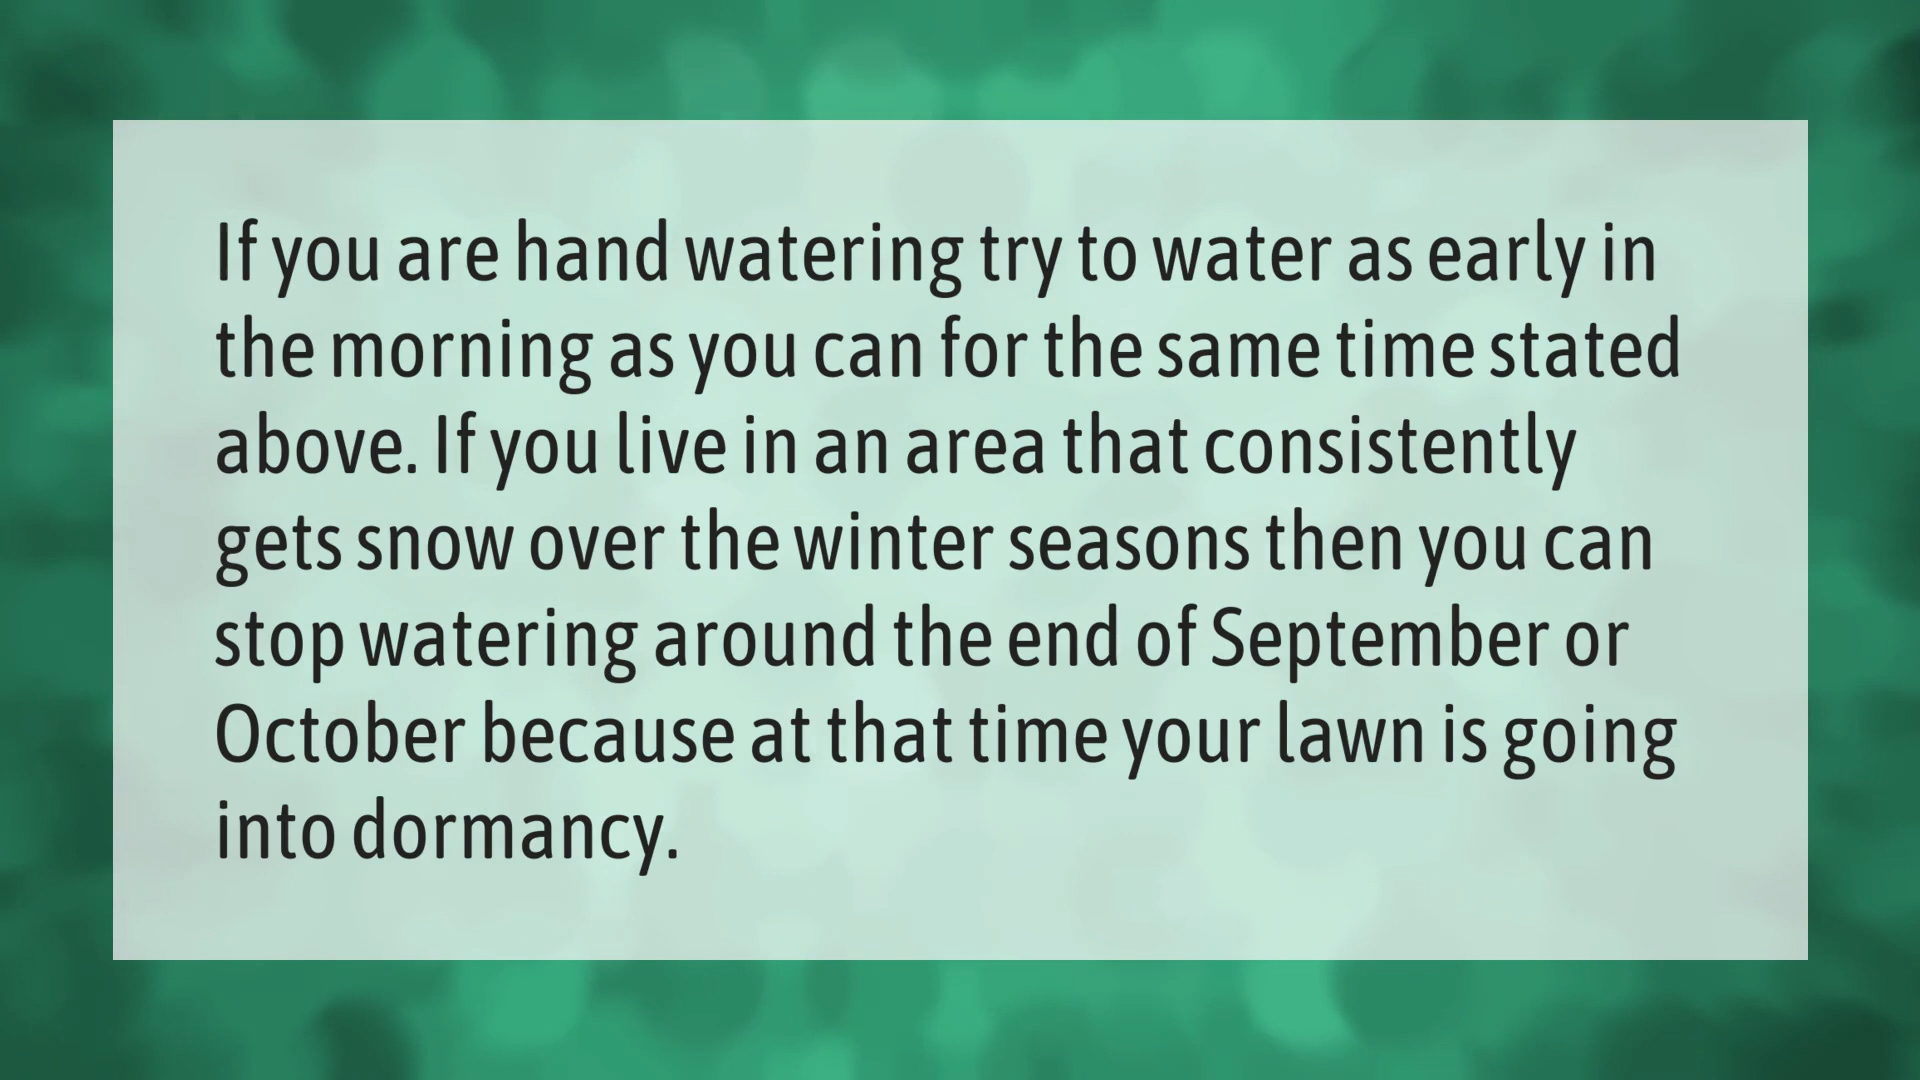 If you are hand watering try to water as early in
the morning as you can for the same time stated
above. If you live in an area that consistently
gets snow over the winter seasons then you can
stop watering around the end of September or
October because at that time your lawn is going
into dormancy.